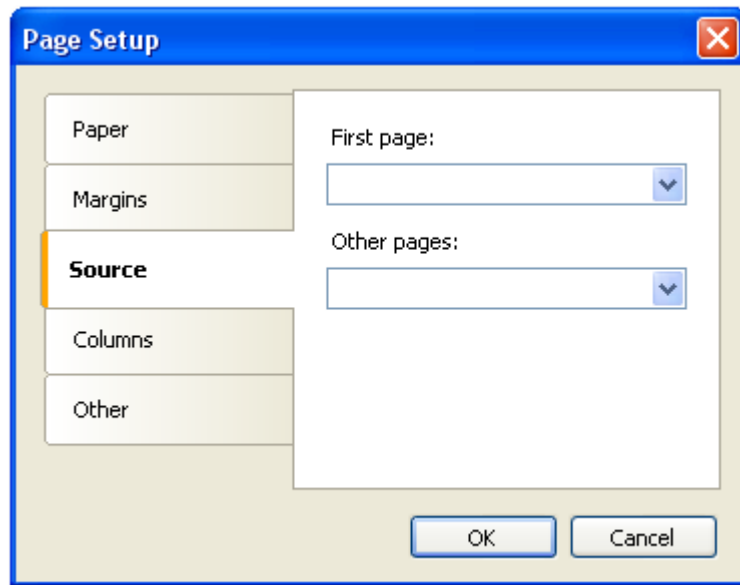 Page Setup
Paper
Margins
Source
Columns
Other
First page:
Other pages:
OK
Cancel